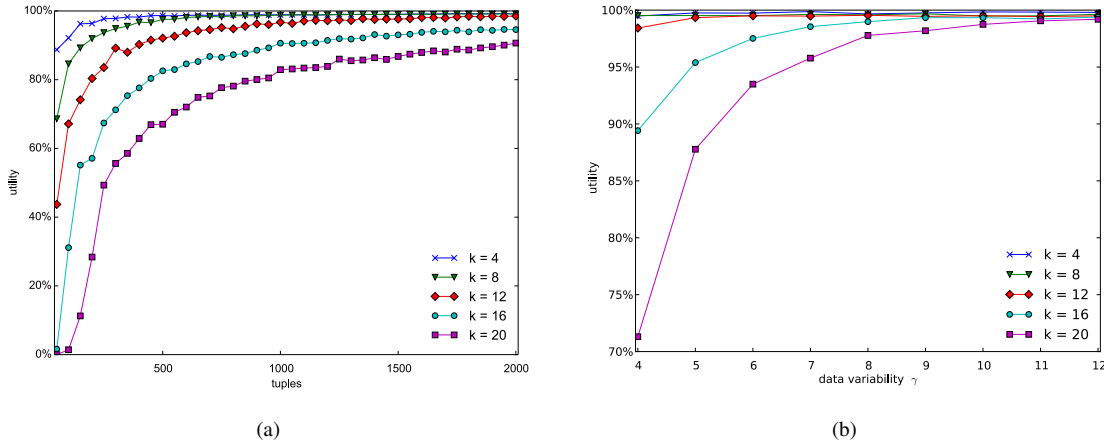 100%
80%
60%
40%
20%
0%
utility
500
1000
1500
2000
tuples
k = 4
k = 8
k = 12
k = 16
k = 20
(a)
100%
95%
90%
85%
80%
75%
70%
utility
4 5 6 7 8 9 10 11 12
data variability γ
k = 4
k = 8
k = 12
k = 16
k = 20
(b)